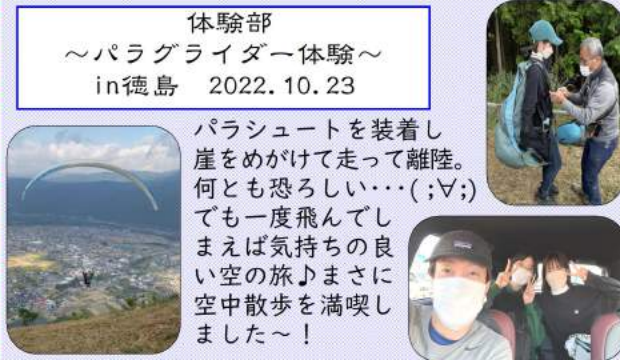 体験部
～パラグライダー体験～
in徳島　2022.10.23
パラシュートを装着し
崖をめがけて走って離陸。
何とも恐ろしい･･･( ;∀;)
でも一度飛んでし
まえば気持ちの良
い空の旅♪まさに
空中散歩を満喫し
ました～！